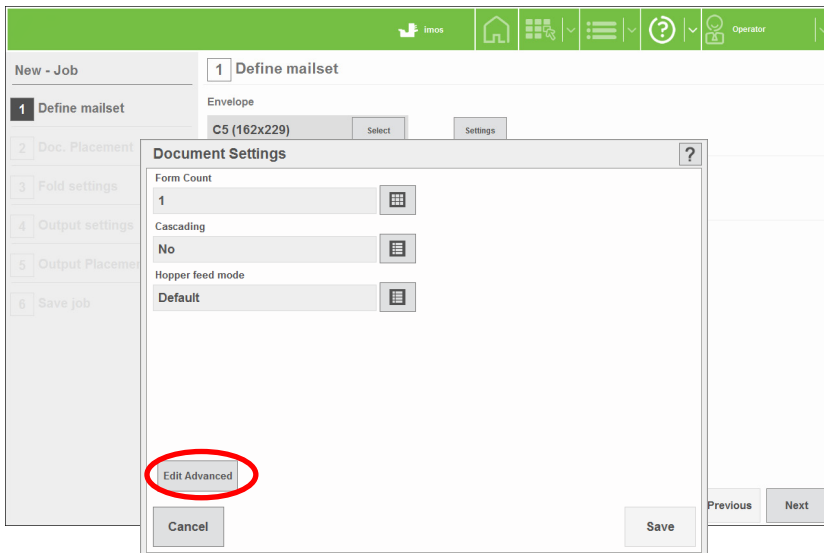 imos
?
Operator
New - Job
1 Define mailset
Envelope
C5 (162x229)
Select
Settings
1 Define mailset
2 Doc. Placement
3 Fold settings
4 Output settings
5 Output Placemen
6 Save job
Document Settings
?
Form Count
1
Cascading
No
Hopper feed mode
Default
Edit Advanced
Cancel
Save
Previous
Next